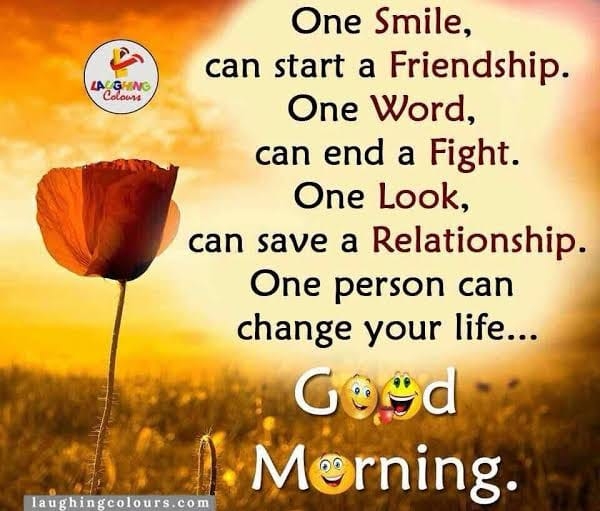 LAUGHING
Colours
One Smile,
can start a Friendship.
One Word,
can end a Fight.
One Look,
can save a Relationship.
One person can
change your life...
Good
Morning.
laughingcolours.com